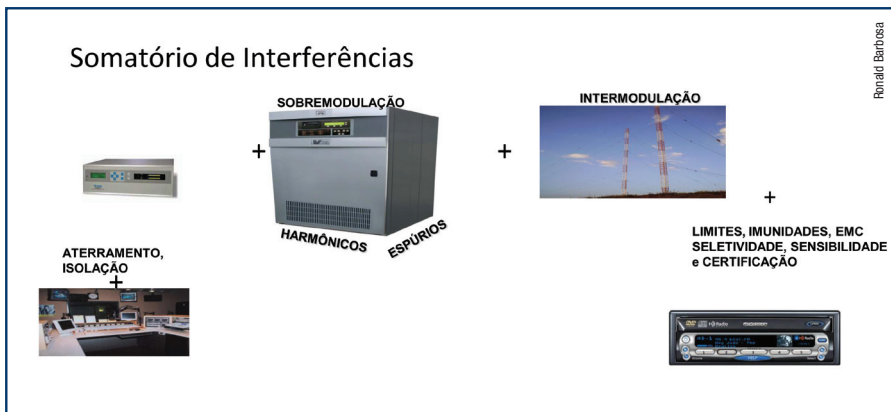 Somatório de Interferências
Ronald Barbosa
SOBREMODULAÇÃO
INTERMODULAÇÃO
+
+
+
HARMÔNICOS
ESPÚRIOS
ATERRAMENTO,
ISOLAÇÃO
+
LIMITES, IMUNIDADES, EMC
SELETIVIDADE, SENSIBILIDADE
e CERTIFICAÇÃO